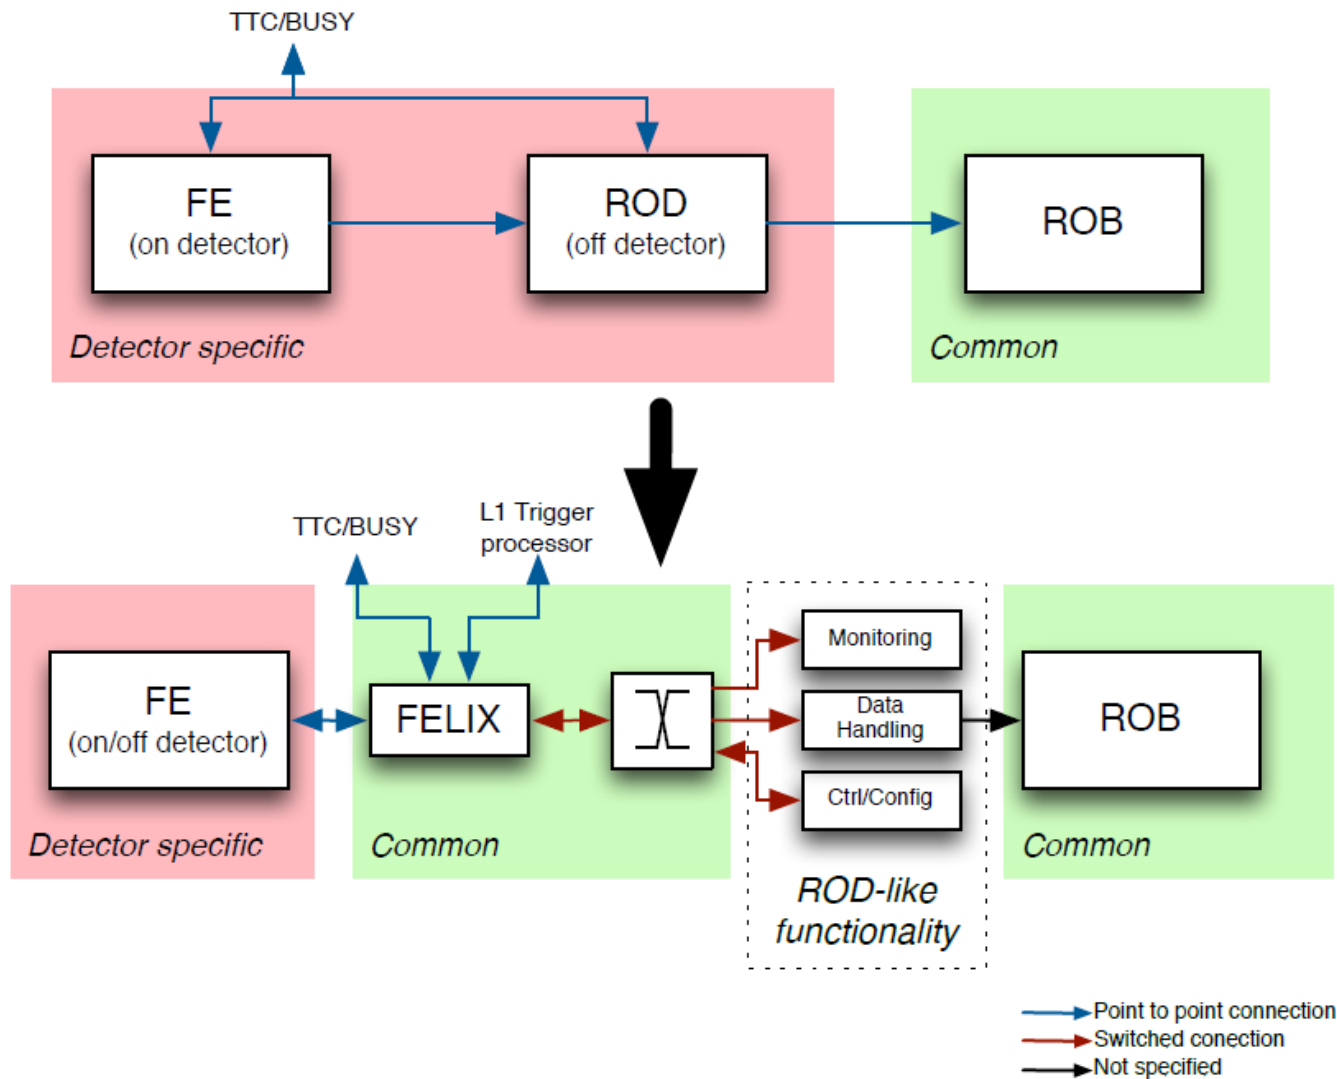 TTC/BUSY
FE
(on detector)
ROD
(off detector)
ROB
Detector specific
Common
TTC/BUSY
L1 Trigger
processor
FE
(on/off detector)
FELIX
Monitoring
Data
Handling
Ctrl/Config
ROB
Detector specific
Common
ROD-like
functionality
Common
Point to point connection
Switched conection
Not specified